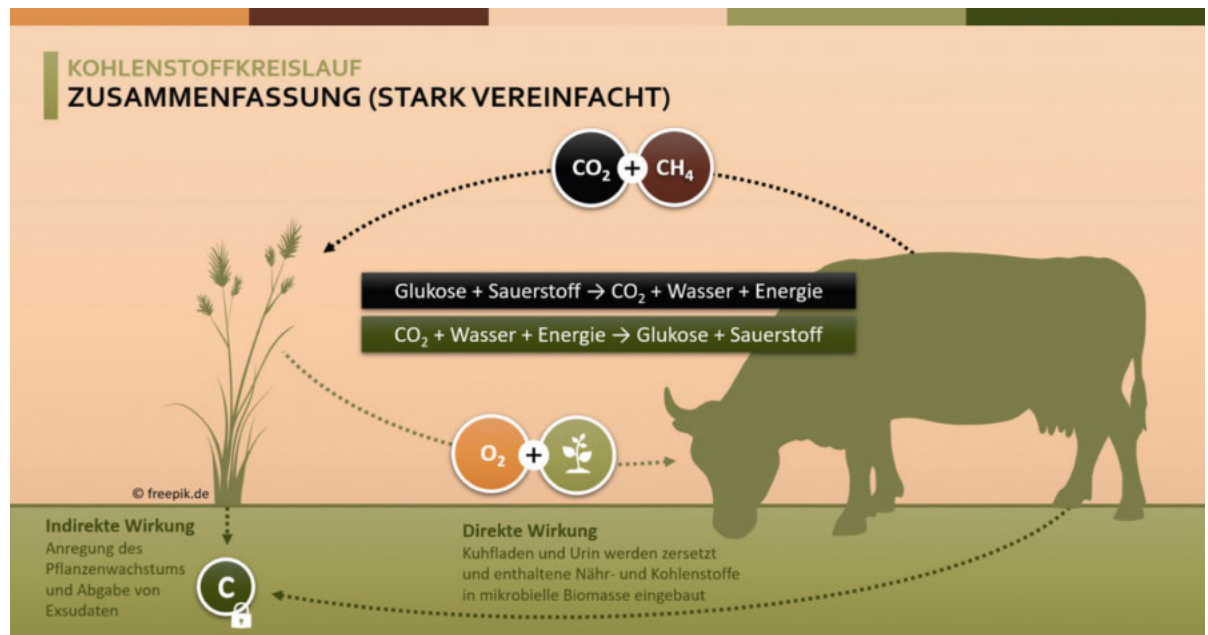 KOHLENSTOFFKREISLAUF
ZUSAMMENFASSUNG (STARK VEREINFACHT)
CO₂ + CH₄
Glukose + Sauerstoff → CO₂ + Wasser + Energie
CO₂ + Wasser + Energie → Glukose + Sauerstoff
O₂ +
© freepik.de
Indirekte Wirkung
Anregung des
Pflanzenwachstums
und Abgabe von
Exsudaten
C
Direkte Wirkung
Kuhfladen und Urin werden zersetzt
und enthaltene Nähr- und Kohlenstoffe
in mikrobielle Biomasse eingebaut